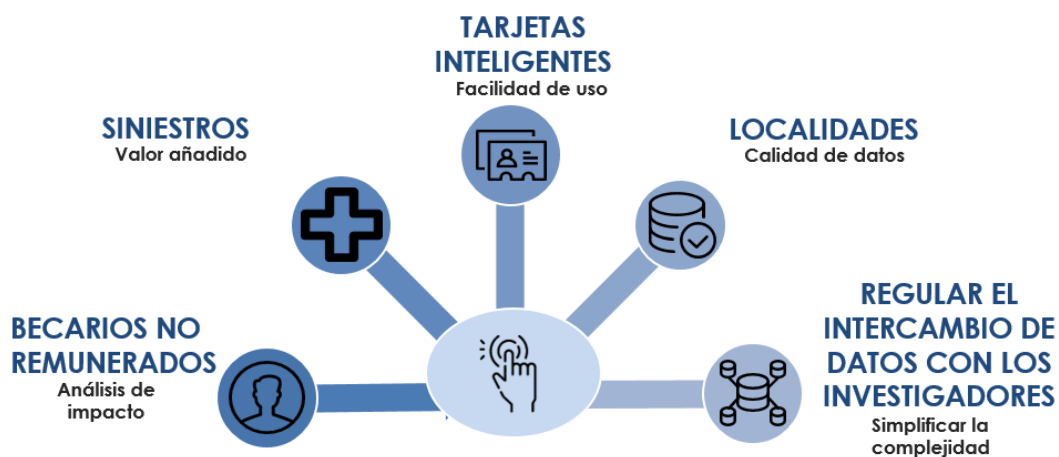 TARJETAS
INTELIGENTES
Facilidad de uso
SINIESTROS
Valor añadido
LOCALIDADES
Calidad de datos
BECARIOS NO
REMUNERADOS
Análisis de
impacto
REGULAR EL
INTERCAMBIO DE
DATOS CON LOS
INVESTIGADORES
Simplificar la
complejidad